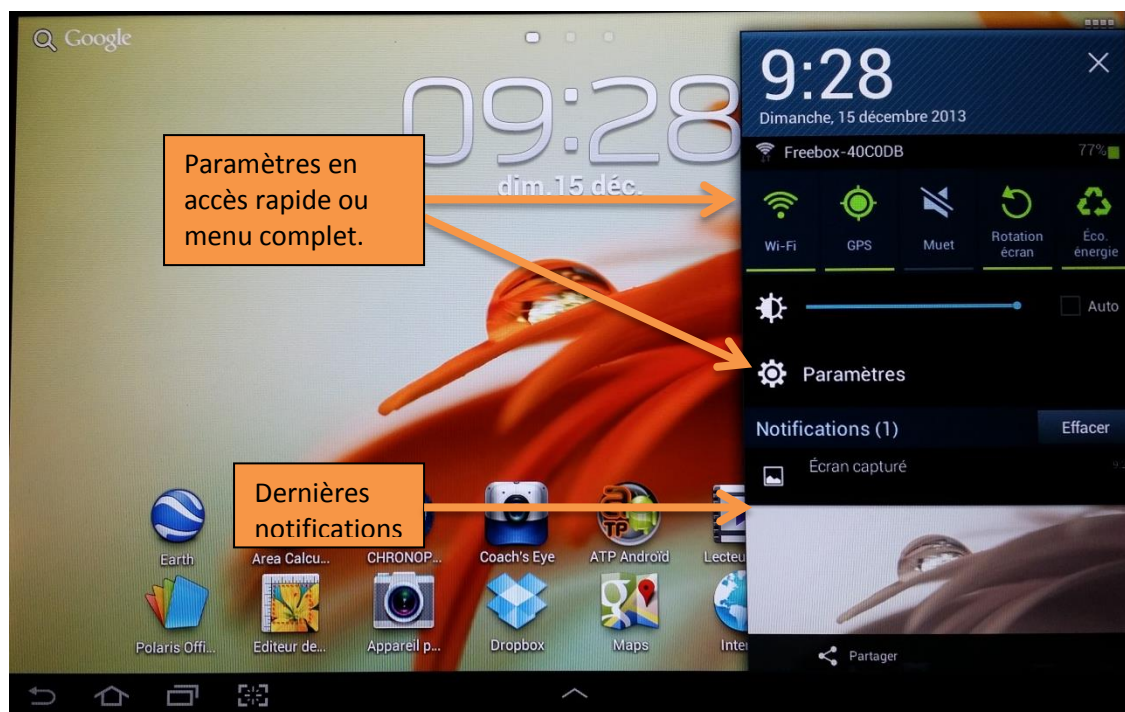 Google
9:28
Dimanche, 15 décembre 2013
09:28
dim.15 déc.
Paramètres en
accès rapide ou
menu complet.
Freebox-40C0DB
77%
Wi-Fi
GPS
Muet
Rotation
écran
Éco.
énergie
Auto
Paramètres
Notifications (1)
Effacer
Écran capturé
Dernières
notifications
Earth
Area Calcu...
CHRONOP...
Coach's Eye
ATP Androïd
Lecteu
Polaris Offi...
Editeur de...
Appareil p...
Dropbox
Maps
Inte
Partager